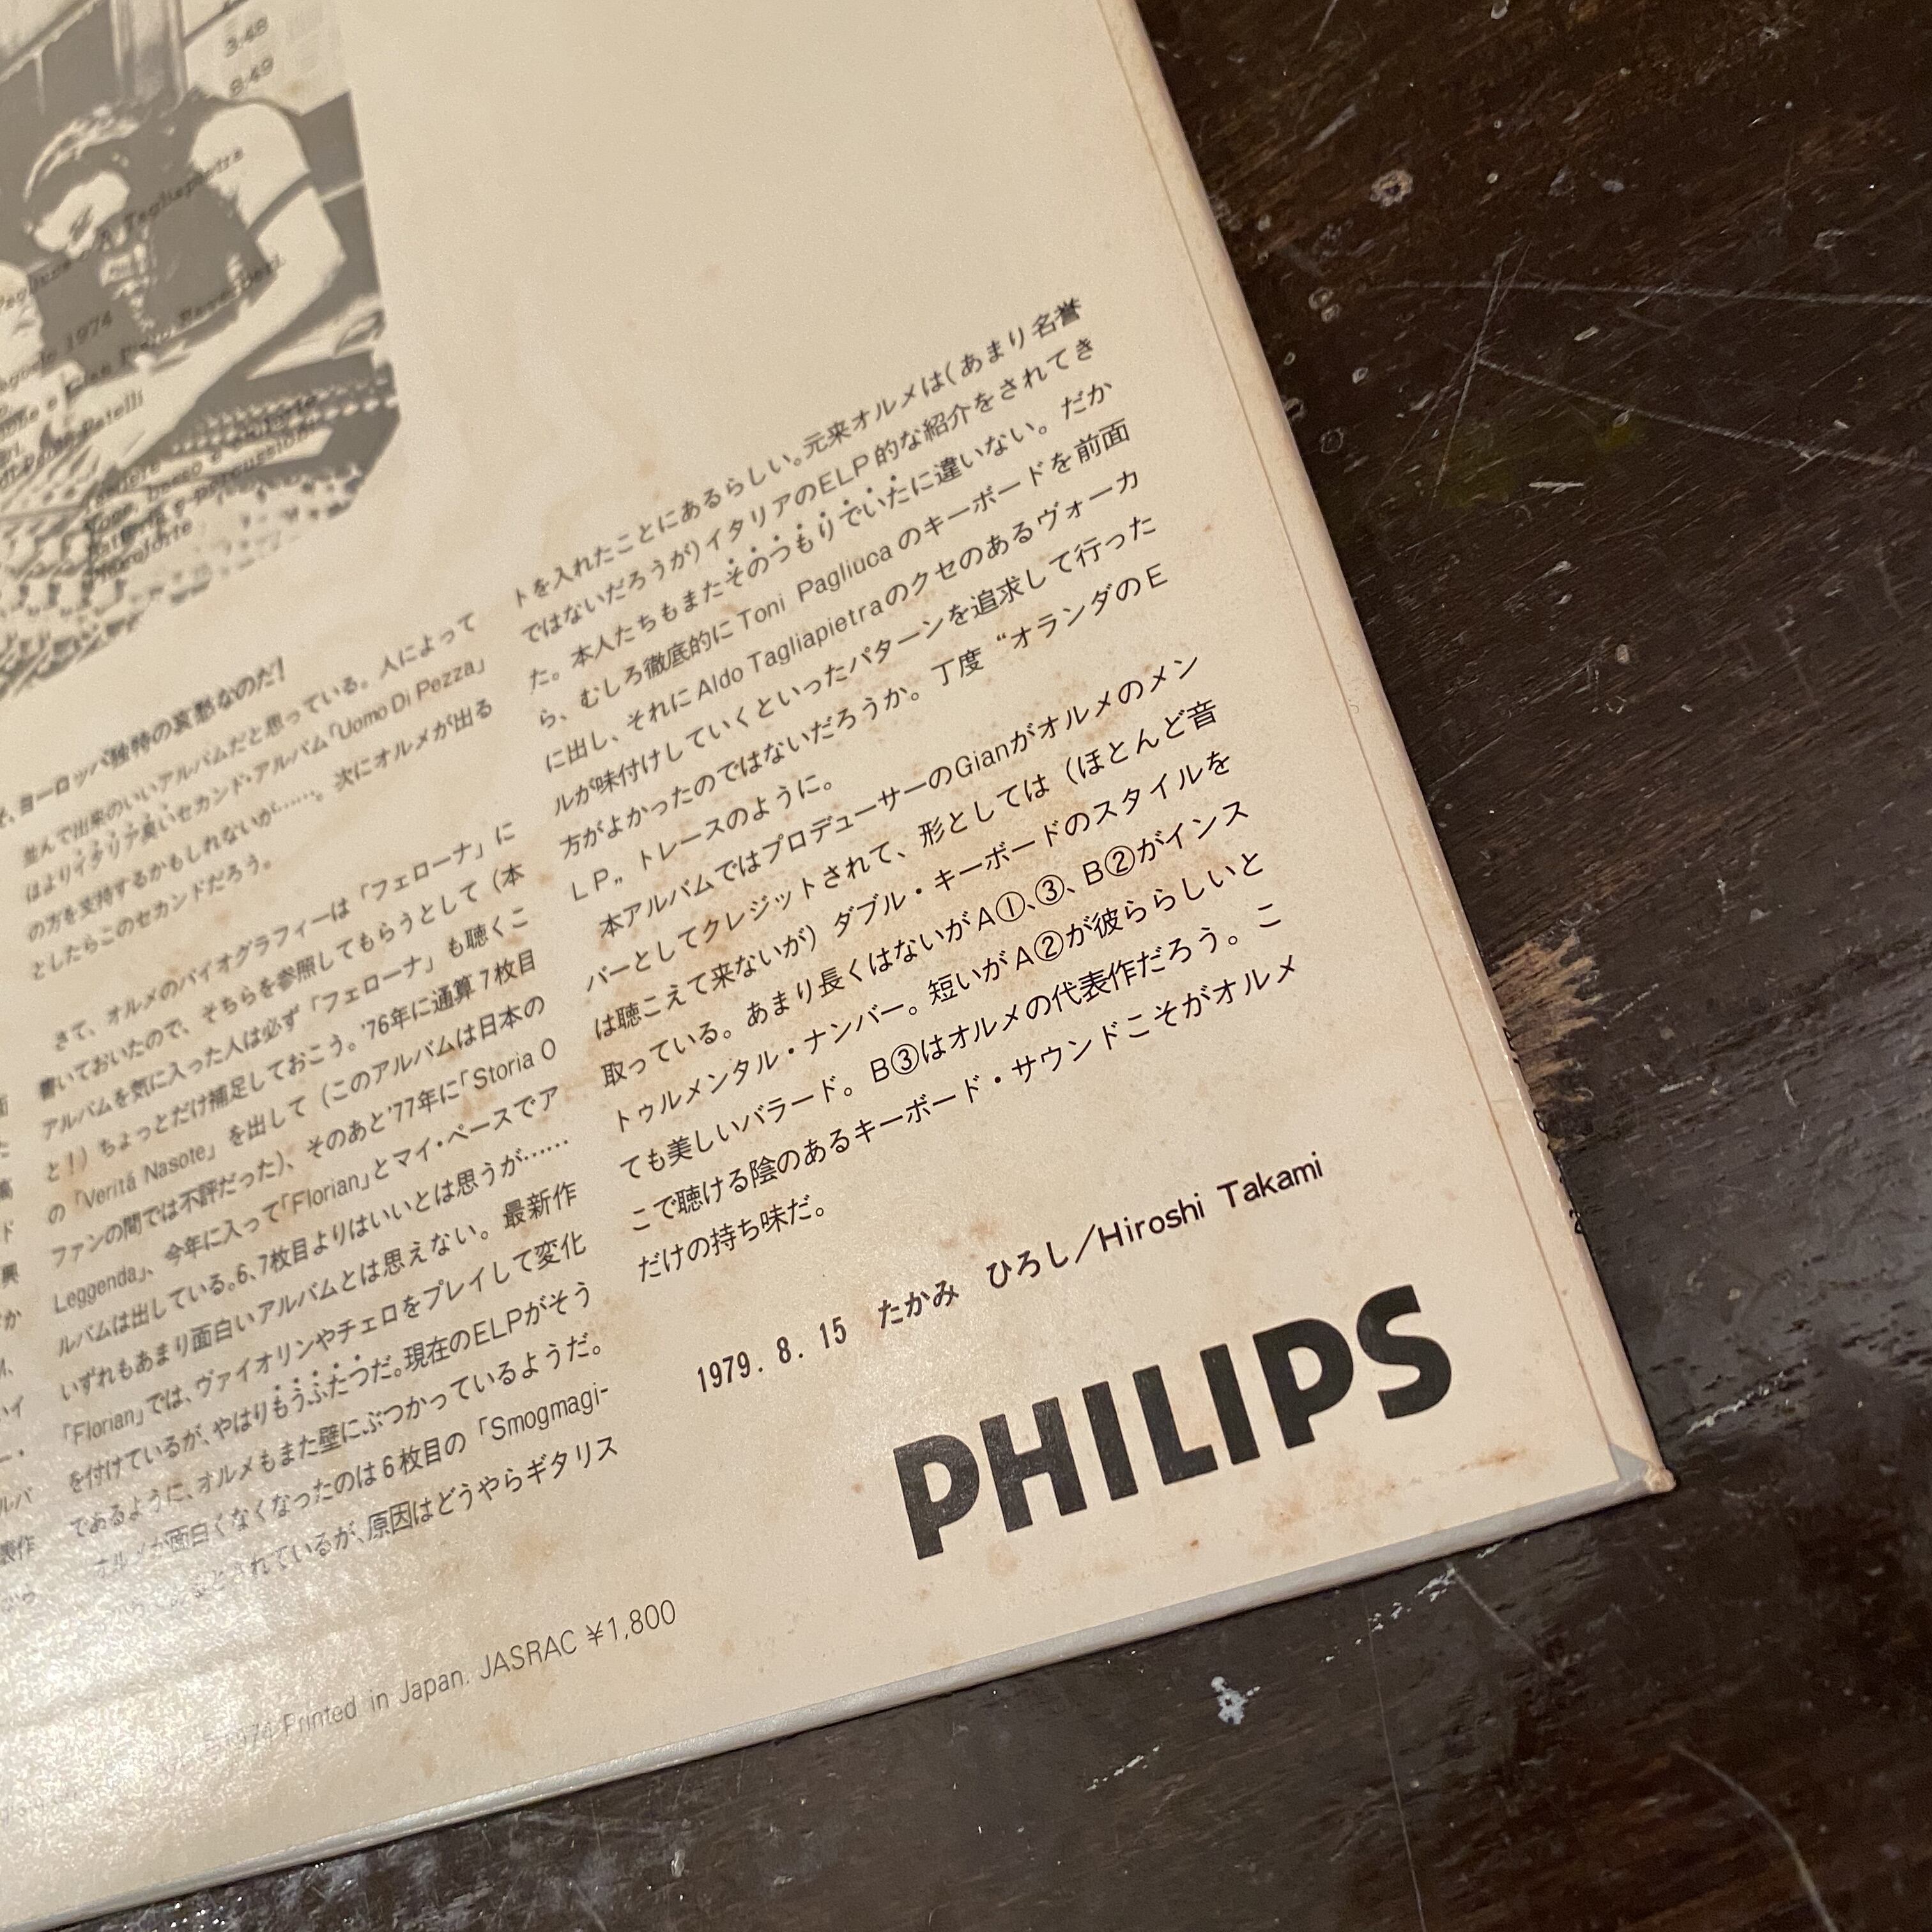 3:48
8:49
1974
そ、ヨーロッパ独特の哀愁なのだ!
並んで出来のいいアルバムだと思っている。人によって
はよりイタリア臭いセカンド・アルバム「Uomo Di Pezza」
の方を支持するかもしれないが……。次にオルメが出る
としたらこのセカンドだろう。
さて、オルメのバイオグラフィーは「フェローナ」に
書いておいたので、そちらを参照してもらうとして(本
アルバムを気に入った人は必ず「フェローナ」も聴くこ
と!)ちょっとだけ補足しておこう。'76年に通算7枚目
の「Verità Nasote」を出して(このアルバムは日本の
ファンの間では不評だった)、そのあと'77年に「Storia O
Leggenda」、今年に入って「Florian」とマイ・ペースでア
ルバムは出している。6、7枚目よりはいいとは思うが……
いずれもあまり面白いアルバムとは思えない。最新作
「Florian」では、ヴァイオリンやチェロをプレイして変化
を付けているが、やはりもうふたつだ。現在のELPがそう
であるように、オルメもまた壁にぶつかっているようだ。
オルメが面白くなくなったのは6枚目の「Smogmagi-
とされているが、原因はどうやらギタリス
トを入れたことにあるらしい。元来オルメは(あまり名誉
ではないだろうが)イタリアのELP的な紹介をされてき
た。本人たちもまたそのつもりでいたに違いない。だか
ら、むしろ徹底的にToni Pagliucaのキーボードを前面
に出し、それにAldo Tagliapietraのクセのあるヴォーカ
ルが味付けしていくといったパターンを追求して行った
方がよかったのではないだろうか。丁度“オランダのE
LP„トレースのように。
本アルバムではプロデューサーのGianがオルメのメン
バーとしてクレジットされて、形としては(ほとんど音
は聴こえて来ないが)ダブル・キーボードのスタイルを
取っている。あまり長くはないがA①、③、B②がインス
トゥルメンタル・ナンバー。短いがA②が彼ららしいと
ても美しいバラード。B③はオルメの代表作だろう。こ
こで聴ける陰のあるキーボード・サウンドこそがオルメ
だけの持ち味だ。
1979. 8. 15 たかみ ひろし/Hiroshi Takami
PHILIPS
1974 Printed in Japan. JASRAC ¥1,800